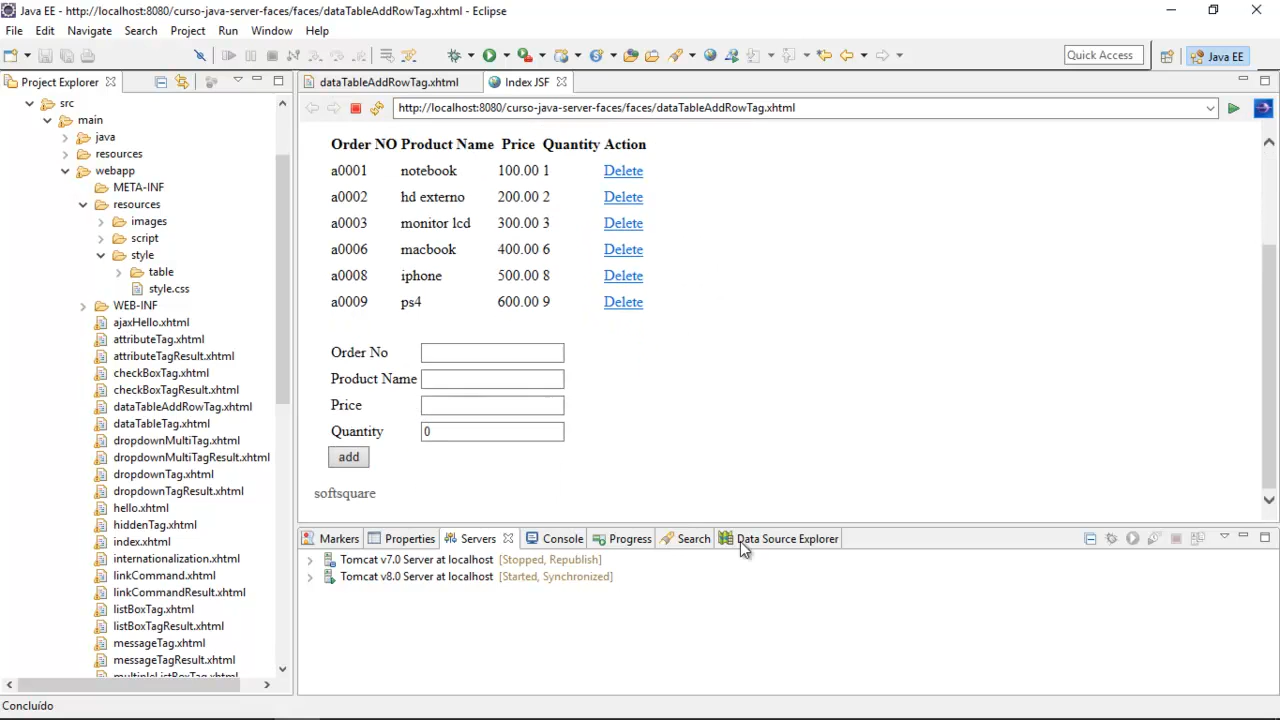 Java EE - http://localhost:8080/curso-java-server-faces/faces/dataTableAddRowTag.xhtml - Eclipse
File Edit Navigate Search Project Run Window Help
Quick Access
Java EE
Project Explorer
dataTableAddRowTag.xhtml
Index JSF
src
main
java
resources
webapp
META-INF
resources
images
script
style
table
style.css
WEB-INF
ajaxHello.xhtml
attributeTag.xhtml
attributeTagResult.xhtml
checkBoxTag.xhtml
checkBoxTagResult.xhtml
dataTableAddRowTag.xhtml
dataTableTag.xhtml
dropdownMultiTag.xhtml
dropdownMultiTagResult.xhtml
dropdownTag.xhtml
dropdownTagResult.xhtml
hello.xhtml
hiddenTag.xhtml
index.xhtml
internationalization.xhtml
linkCommand.xhtml
linkCommandResult.xhtml
listBoxTag.xhtml
listBoxTagResult.xhtml
messageTag.xhtml
messageTagResult.xhtml
multipleListBoxTag.xhtml
http://localhost:8080/curso-java-server-faces/faces/dataTableAddRowTag.xhtml
Order NO Product Name Price Quantity Action
a0001 notebook 100.00 1 Delete
a0002 hd externo 200.00 2 Delete
a0003 monitor lcd 300.00 3 Delete
a0006 macbook 400.00 6 Delete
a0008 iphone 500.00 8 Delete
a0009 ps4 600.00 9 Delete
Order No
Product Name
Price
Quantity 0
add
softsquare
Markers Properties Servers Console Progress Search Data Source Explorer
Tomcat v7.0 Server at localhost [Stopped, Republish]
Tomcat v8.0 Server at localhost [Started, Synchronized]
Concluído